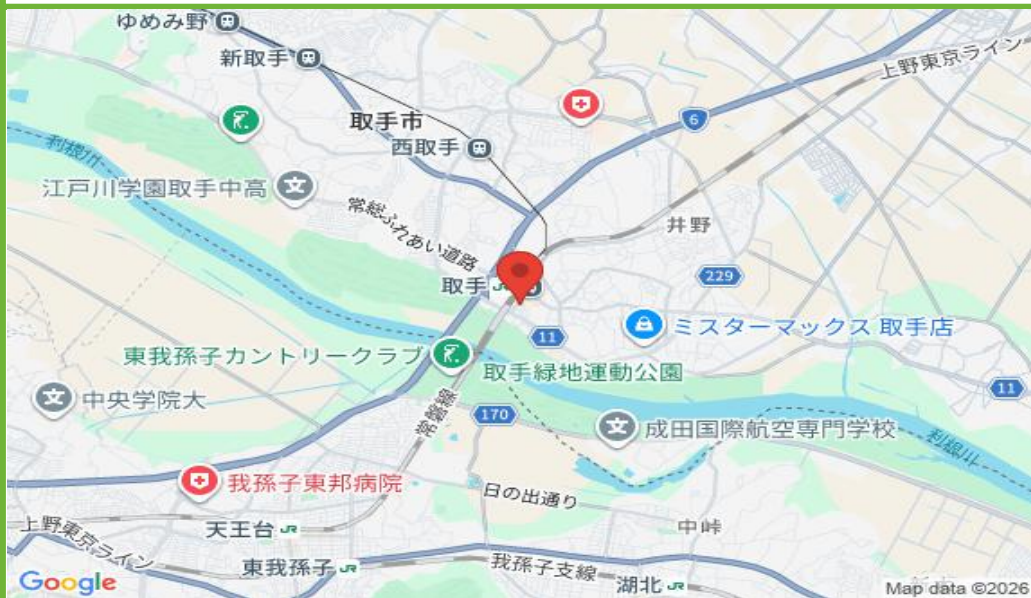 ゆめみ野
新取手
上野東京ライン
6
取手市
西取手
利根川
江戸川学園取手中高
文
常総ふれあい道路
井野
取手
229
11
ミスターマックス 取手店
東我孫子カントリークラブ
取手緑地運動公園
文
中央学院大
常磐線
170
11
文
成田国際航空専門学校
利根川
我孫子東邦病院
日の出通り
天王台 JR
中峠
上野東京ライン
東我孫子 JR
我孫子支線
湖北 JR
Google
Map data ©2026